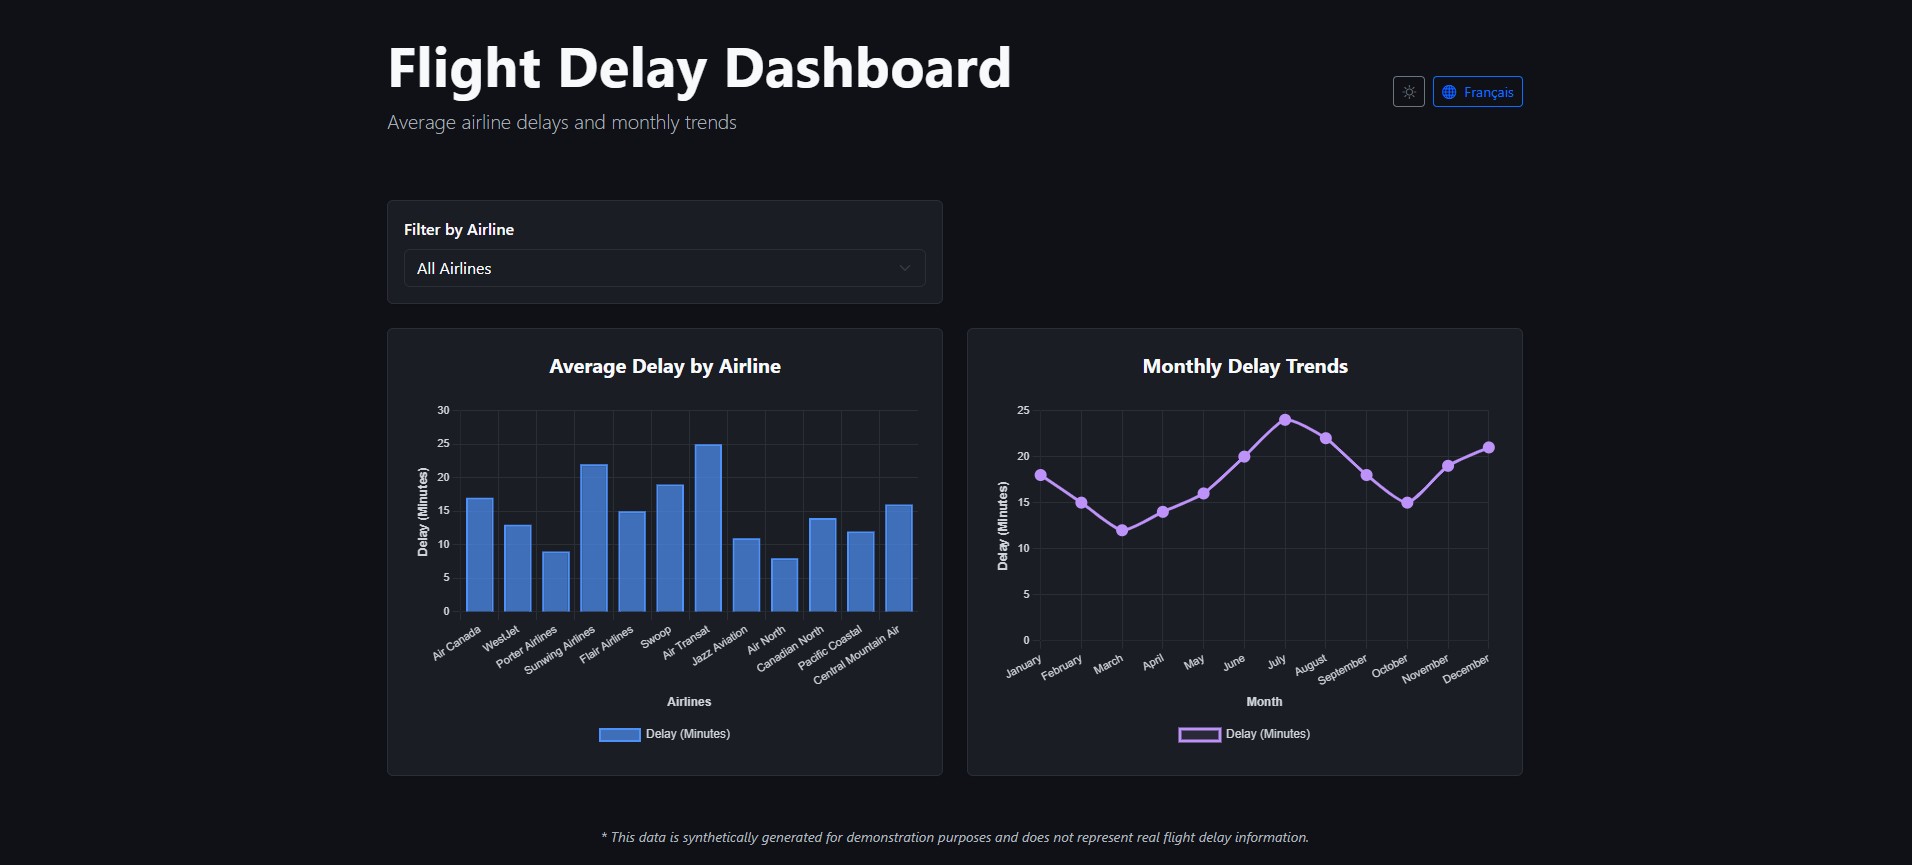 Flight Delay Dashboard
Average airline delays and monthly trends
Français
Filter by Airline
All Airlines
Average Delay by Airline
30
25
20
15
10
5
0
Delay (Minutes)
Air Canada
WestJet
Porter Airlines
Sunwing Airlines
Flair Airlines
Swoop
Air Transat
Jazz Aviation
Air North
Canadian North
Pacific Coastal
Central Mountain Air
Airlines
Delay (Minutes)
Monthly Delay Trends
25
20
15
10
5
0
Delay (Minutes)
January
February
March
April
May
June
July
August
September
October
November
December
Month
Delay (Minutes)
* This data is synthetically generated for demonstration purposes and does not represent real flight delay information.